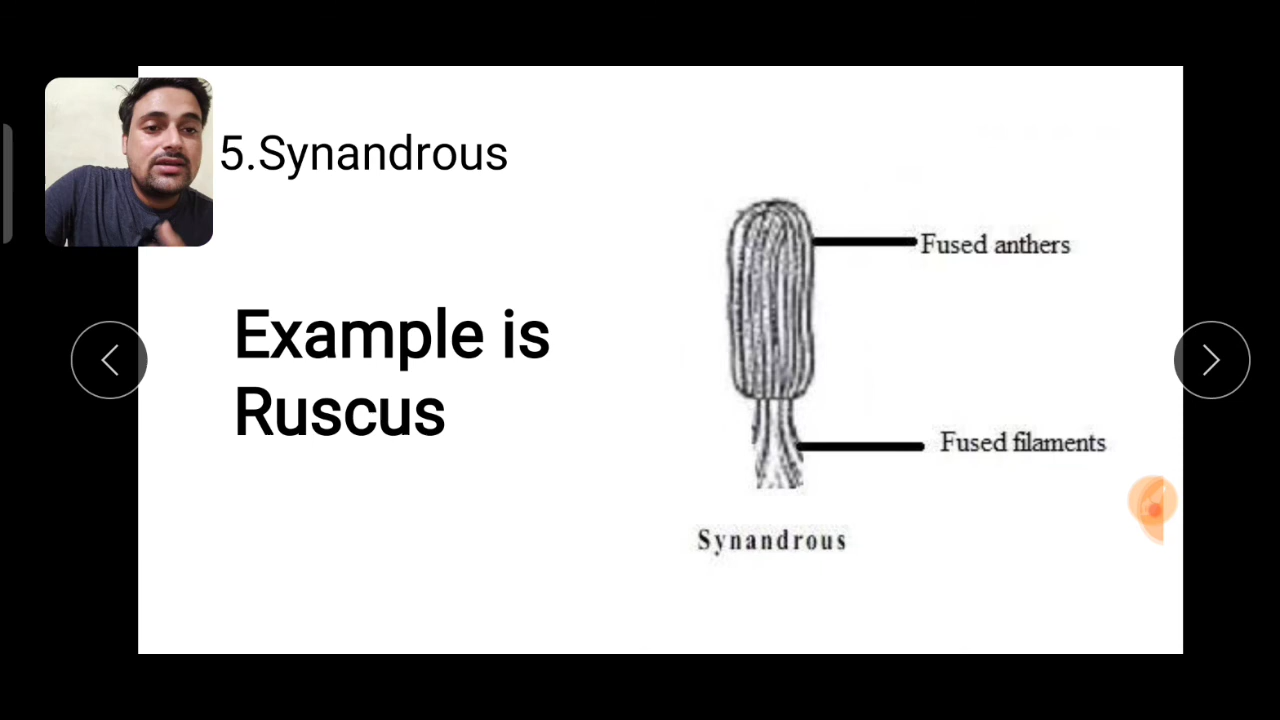 5.Synandrous
Fused anthers
Example is
Ruscus
Fused filaments
Synandrous